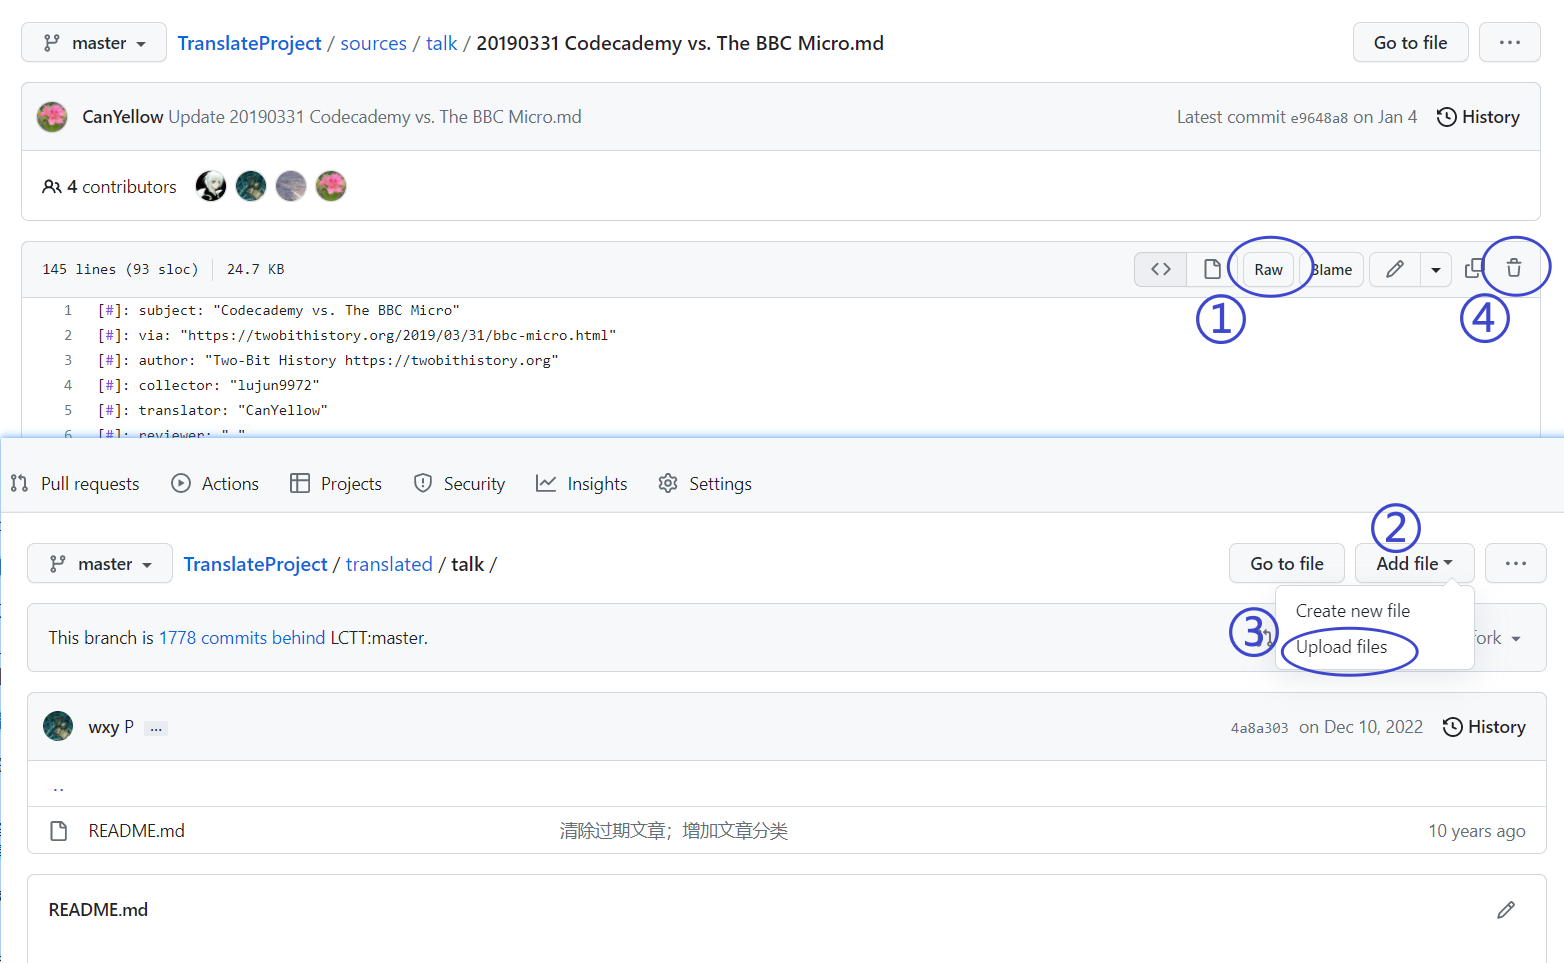 master TranslateProject / sources / talk / 20190331 Codecademy vs. The BBC Micro.md Go to file ...
CanYellow Update 20190331 Codecademy vs. The BBC Micro.md Latest commit e9648a8 on Jan 4 History
4 contributors
145 lines (93 sloc) 24.7 KB <> Raw Blame
① ④
1 [#]: subject: "Codecademy vs. The BBC Micro"
2 [#]: via: "https://twobithistory.org/2019/03/31/bbc-micro.html"
3 [#]: author: "Two-Bit History https://twobithistory.org"
4 [#]: collector: "lujun9972"
5 [#]: translator: "CanYellow"
6 [#]: reviewer: " "
Pull requests Actions Projects Security Insights Settings
②
master TranslateProject / translated / talk / Go to file Add file ...
Create new file
This branch is 1778 commits behind LCTT:master. ③ ork
Upload files
wxy P ... 4a8a303 on Dec 10, 2022 History
..
README.md 清除过期文章；增加文章分类 10 years ago
README.md